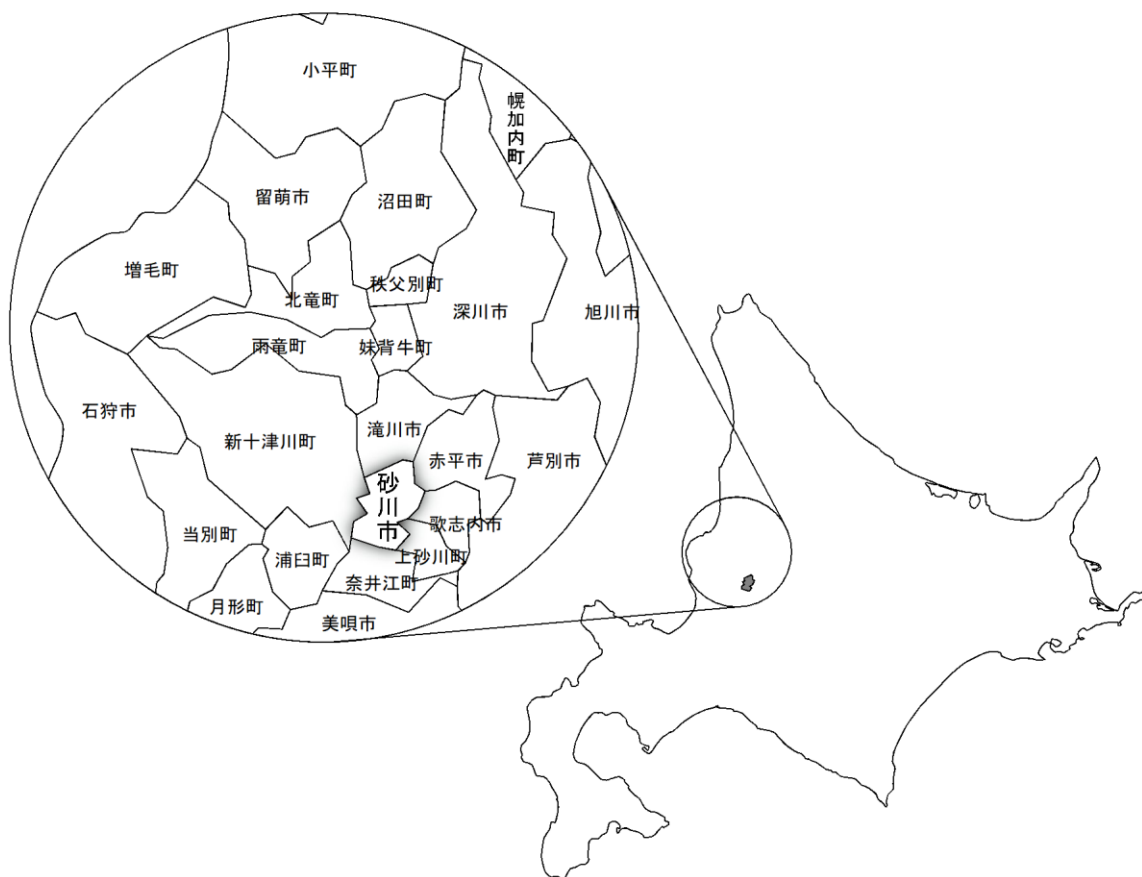 小平町
幌加内町
留萌市
沼田町
増毛町
秩父別町
北竜町
深川市
旭川市
雨竜町
妹背牛町
石狩市
新十津川町
滝川市
赤平市
芦別市
砂川市
歌志内市
当別町
浦臼町
上砂川町
奈井江町
月形町
美唄市